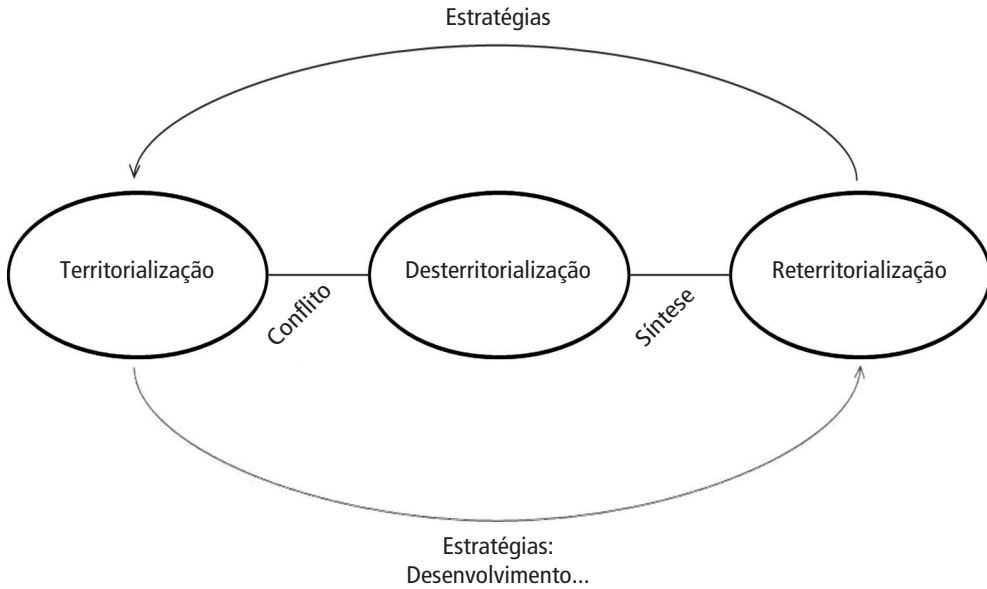 Estratégias
Territorialização
Conflito
Desterritorialização
Síntese
Reterritorialização
Estratégias:
Desenvolvimento...